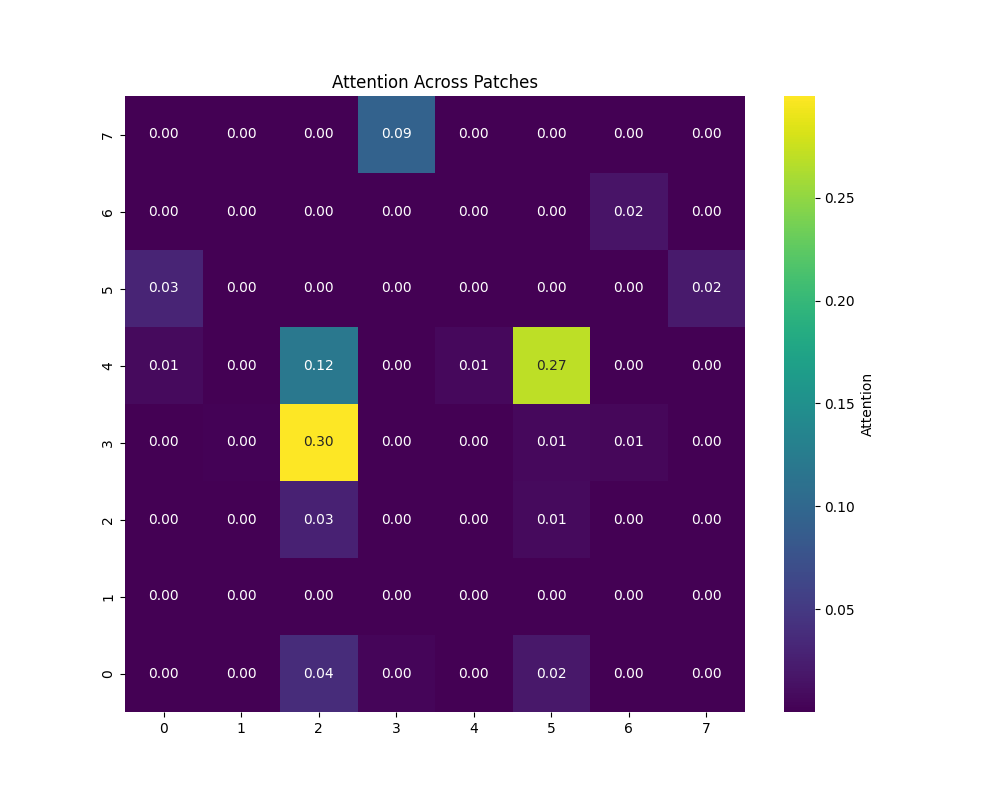 Attention Across Patches
7 0.00 0.00 0.00 0.09 0.00 0.00 0.00 0.00
6 0.00 0.00 0.00 0.00 0.00 0.00 0.02 0.00
5 0.03 0.00 0.00 0.00 0.00 0.00 0.00 0.02
4 0.01 0.00 0.12 0.00 0.01 0.27 0.00 0.00
3 0.00 0.00 0.30 0.00 0.00 0.01 0.01 0.00
2 0.00 0.00 0.03 0.00 0.00 0.01 0.00 0.00
1 0.00 0.00 0.00 0.00 0.00 0.00 0.00 0.00
0 0.00 0.00 0.04 0.00 0.00 0.02 0.00 0.00
0 1 2 3 4 5 6 7
0.25
0.20
0.15
0.10
0.05
Attention